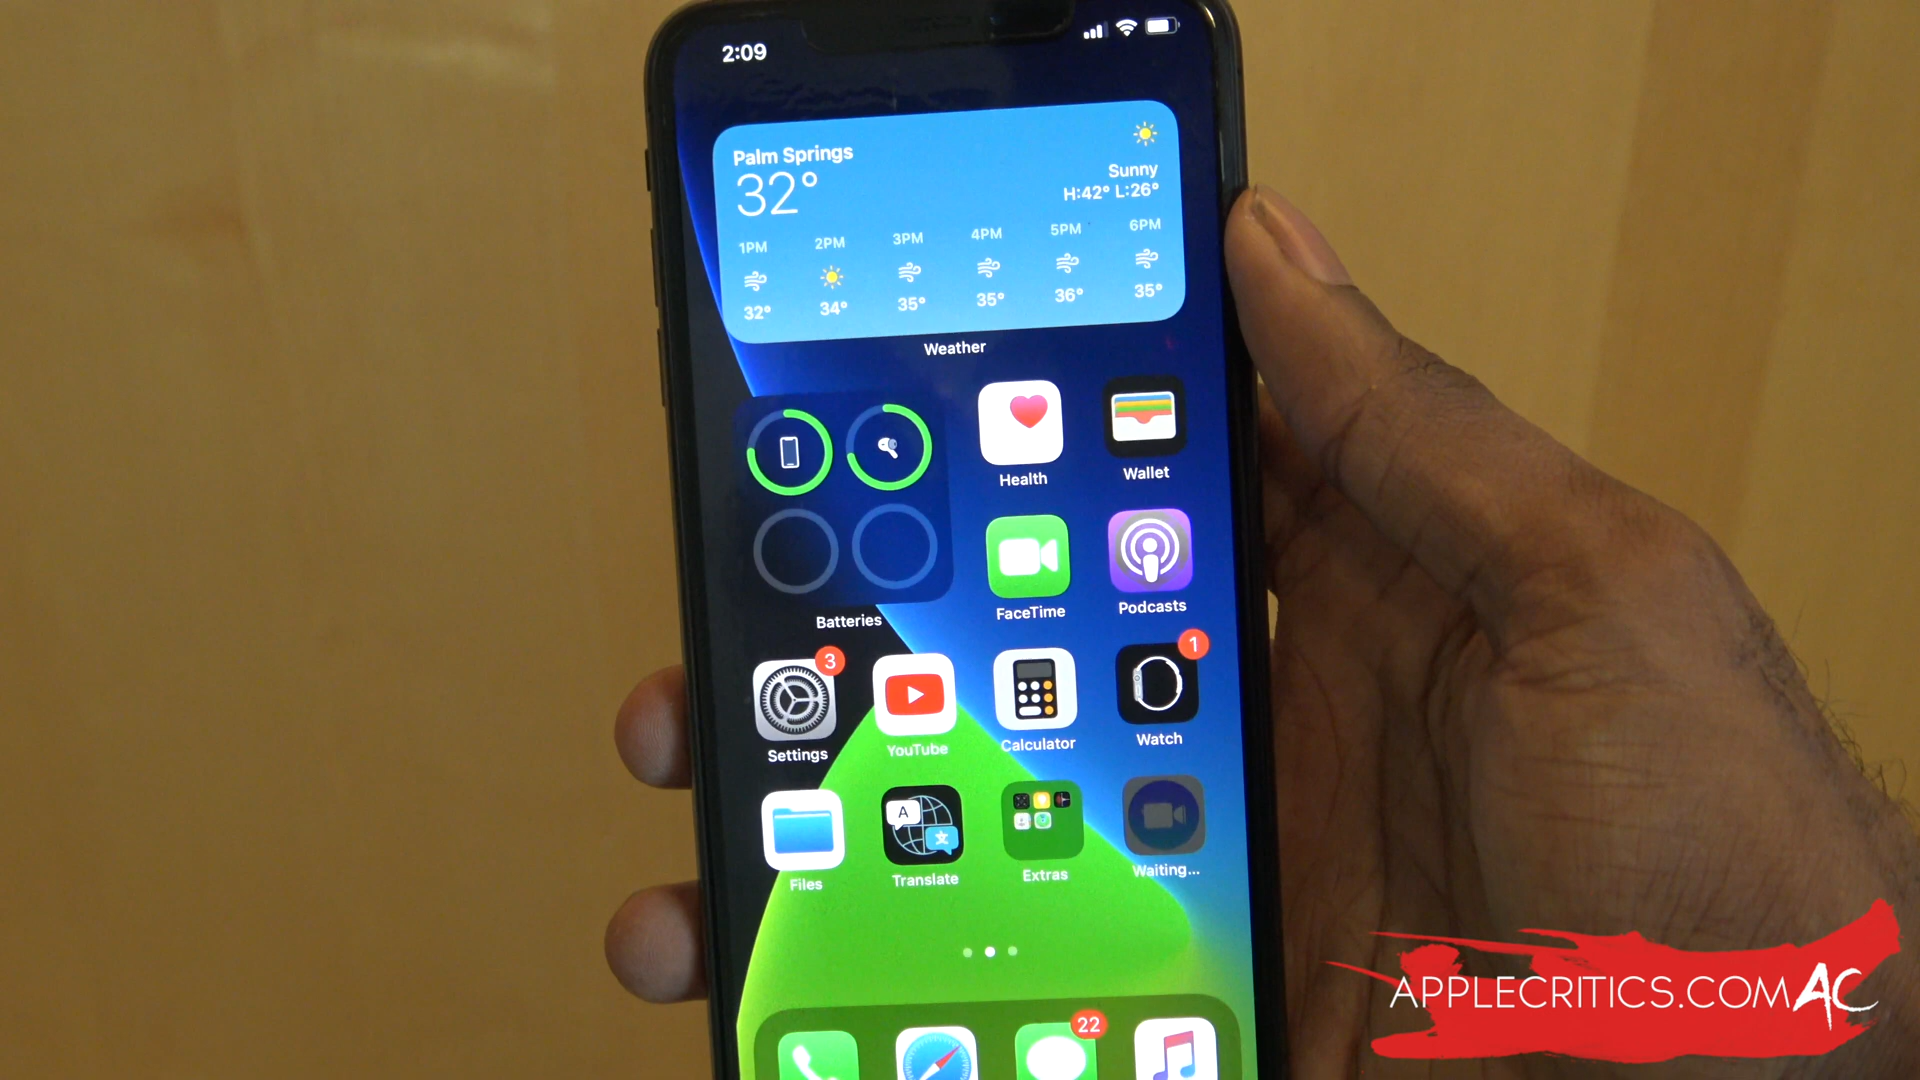 2:09
Palm Springs
32°
Sunny
H:42° L:26°
1PM 2PM 3PM 4PM 5PM 6PM
32° 34° 35° 35° 36° 35°
Weather
Health
Wallet
FaceTime
Podcasts
Batteries
3
1
Settings
YouTube
Calculator
Watch
A
文
Files
Translate
Extras
Waiting...
22
APPLECRITICS.COM AC